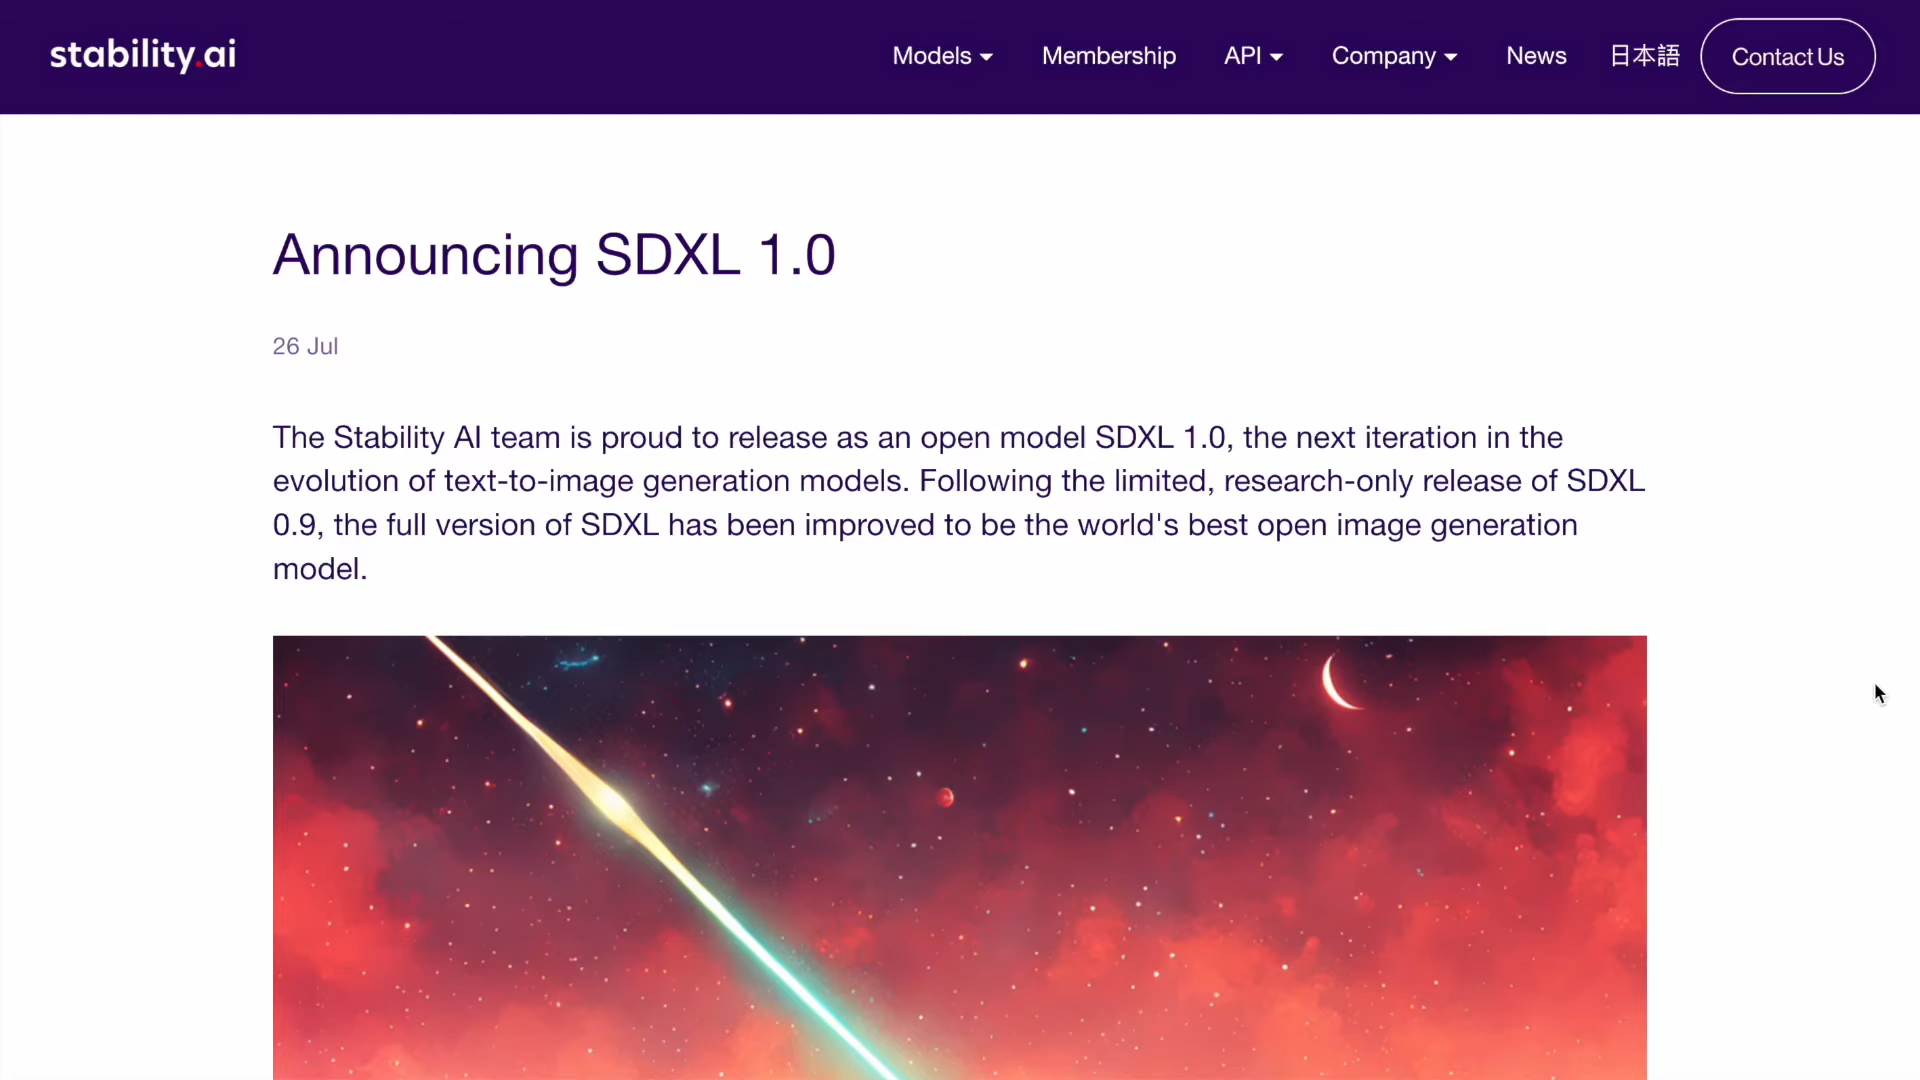 stability.ai
Models
Membership
API
Company
News
日本語
Contact Us
Announcing SDXL 1.0
26 Jul
The Stability AI team is proud to release as an open model SDXL 1.0, the next iteration in the
evolution of text-to-image generation models. Following the limited, research-only release of SDXL
0.9, the full version of SDXL has been improved to be the world's best open image generation
model.